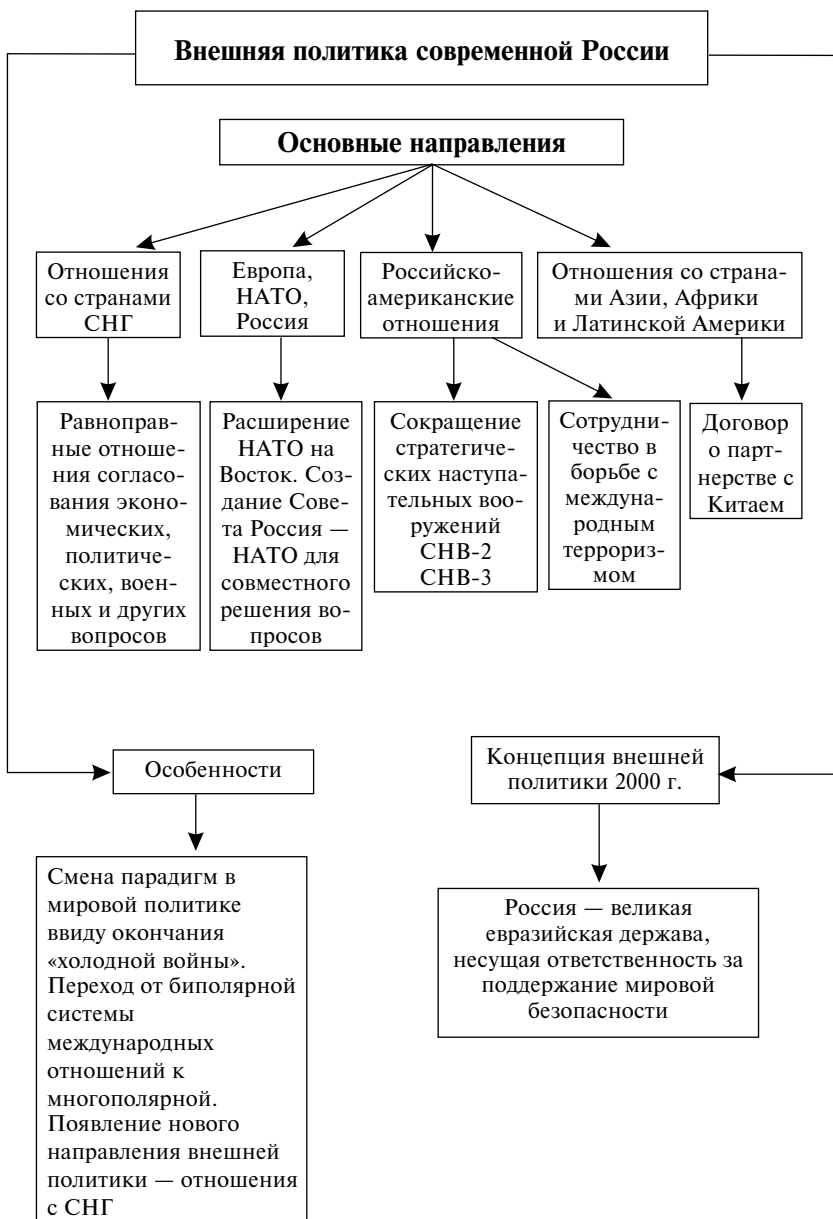 Внешняя политика современной России
Основные направления
Отношения
со странами
СНГ
Европа,
НАТО,
Россия
Российско-
американские
отношения
Отношения со страна-
ми Азии, Африки
и Латинской Америки
Равноправ-
ные отноше-
ния согласо-
вания эконо-
мических,
политиче-
ских, воен-
ных и других
вопросов
Расширение
НАТО на
Восток. Соз-
дание Сове-
та Россия —
НАТО для
совместного
решения во-
просов
Сокращение
стратегиче-
ских наступа-
тельных воо-
ружений
СНВ-2
СНВ-3
Сотрудни-
чество в
борьбе с
междуна-
родным
террориз-
мом
Договор
о парт-
нерстве с
Китаем
Особенности
Концепция внешней
политики 2000 г.
Смена парадигм в
мировой политике
ввиду окончания
«холодной войны».
Переход от биполярной
системы
международных
отношений к
многополярной.
Появление нового
направления внешней
политики — отношения
с СНГ
Россия — великая
евразийская держава,
несущая ответственность за
поддержание мировой
безопасности